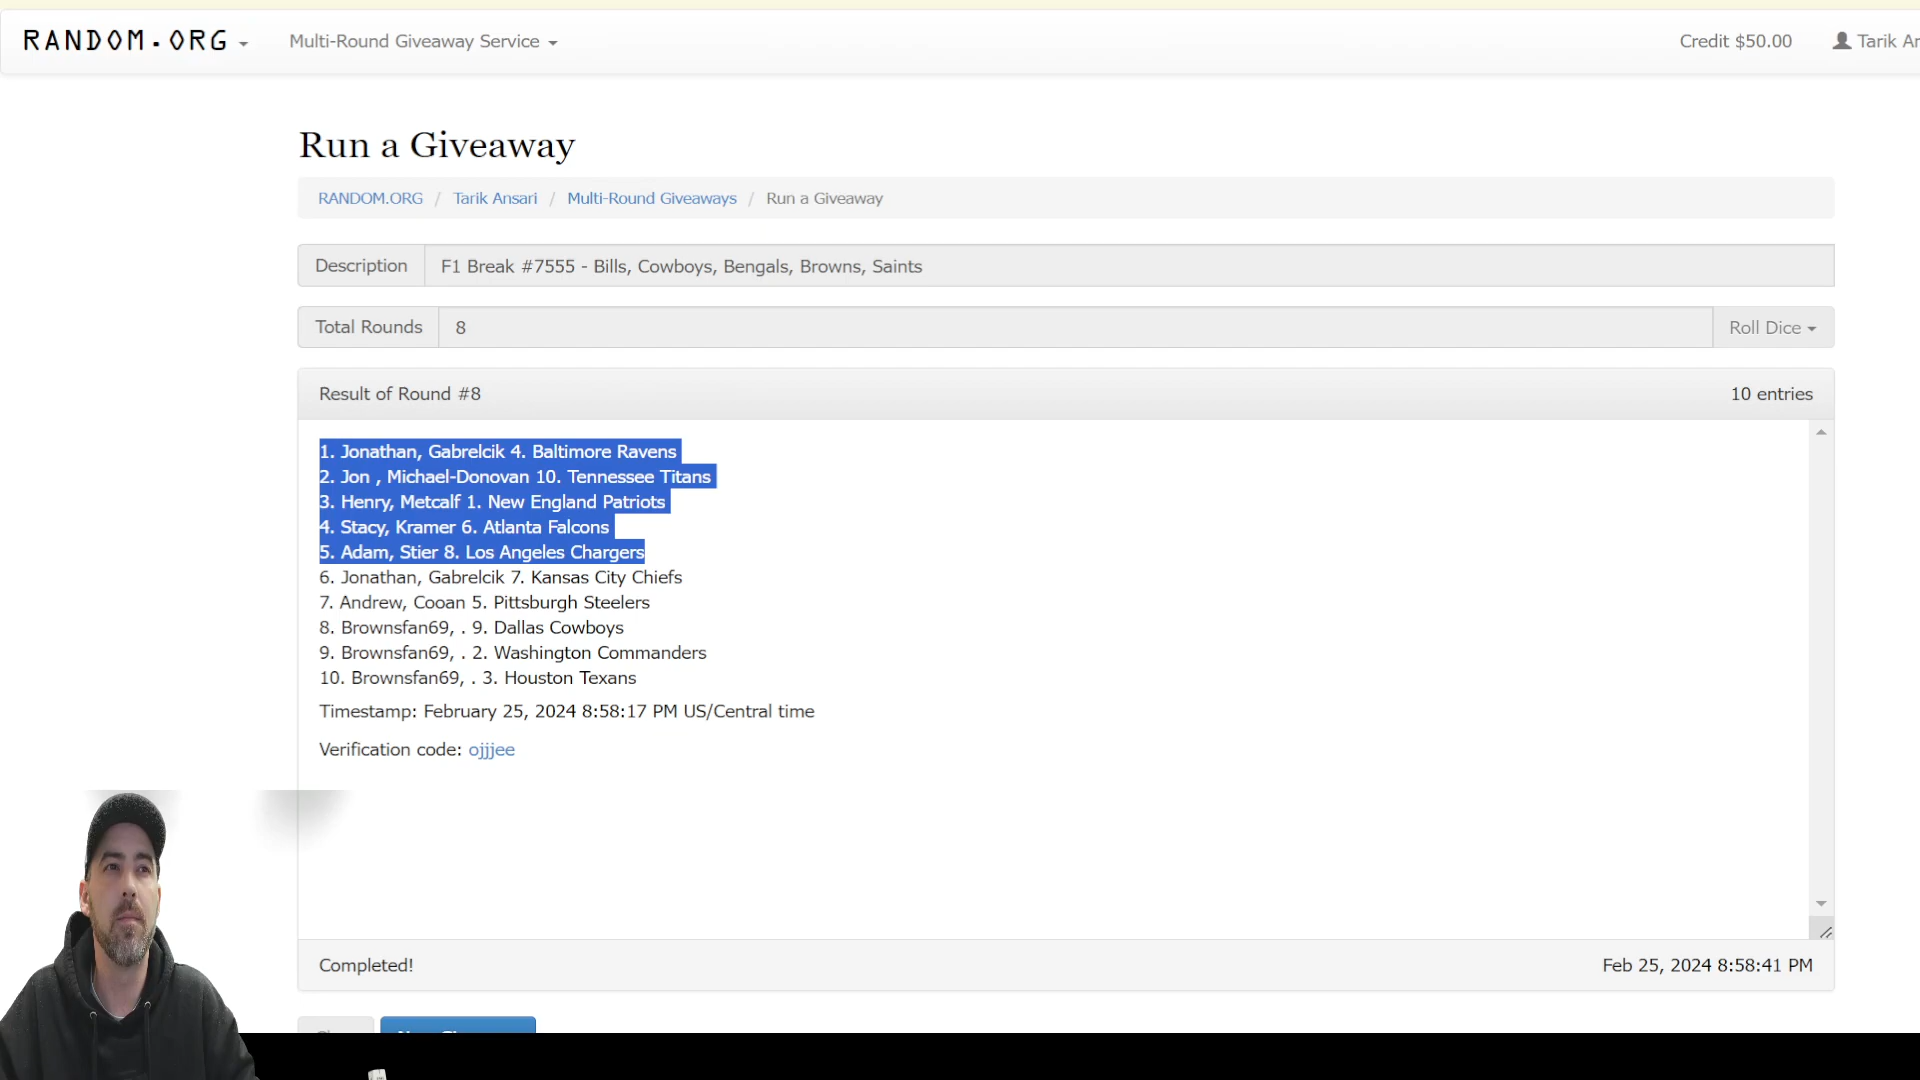 RANDOM.ORG Multi-Round Giveaway Service Credit $50.00 Tarik
Run a Giveaway
RANDOM.ORG / Tarik Ansari / Multi-Round Giveaways / Run a Giveaway
Description F1 Break #7555 - Bills, Cowboys, Bengals, Browns, Saints
Total Rounds 8 Roll Dice
Result of Round #8 10 entries
1. Jonathan, Gabrelcik 4. Baltimore Ravens
2. Jon , Michael-Donovan 10. Tennessee Titans
3. Henry, Metcalf 1. New England Patriots
4. Stacy, Kramer 6. Atlanta Falcons
5. Adam, Stier 8. Los Angeles Chargers
6. Jonathan, Gabrelcik 7. Kansas City Chiefs
7. Andrew, Cooan 5. Pittsburgh Steelers
8. Brownsfan69, . 9. Dallas Cowboys
9. Brownsfan69, . 2. Washington Commanders
10. Brownsfan69, . 3. Houston Texans
Timestamp: February 25, 2024 8:58:17 PM US/Central time
Verification code: ojjjee
Completed! Feb 25, 2024 8:58:41 PM